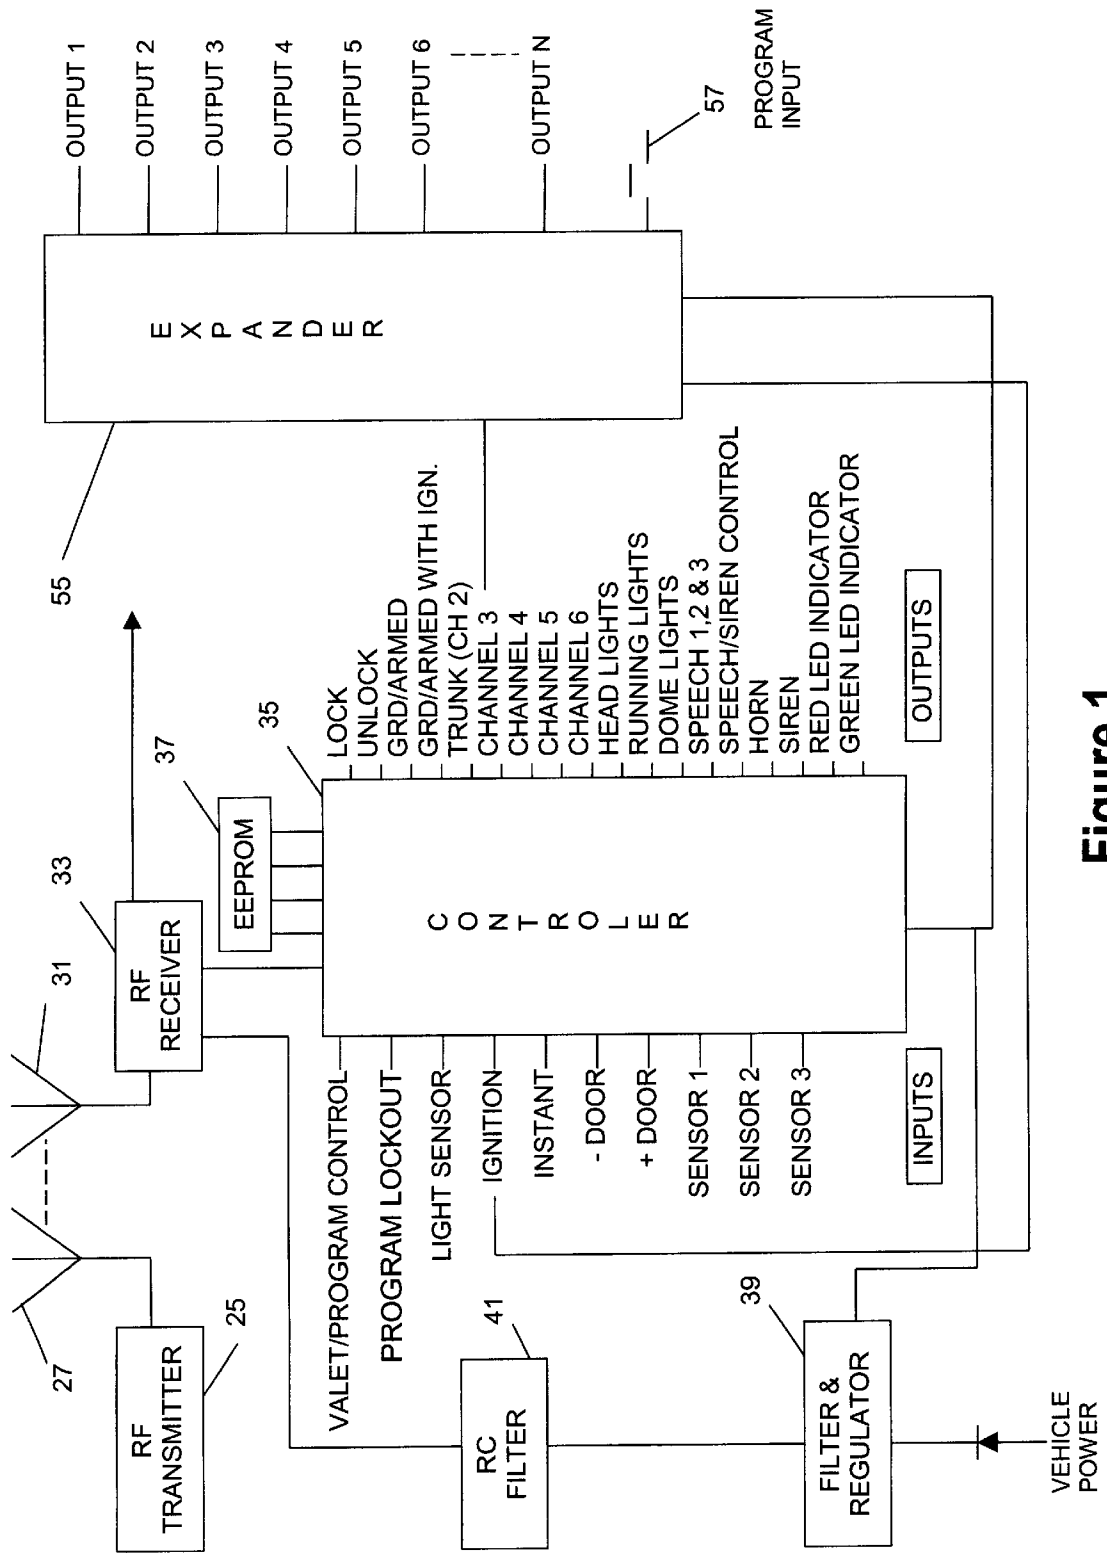 27
31
RF
TRANSMITTER
25
RF
RECEIVER
33
EEPROM
37
35
55
VALET/PROGRAM CONTROL
PROGRAM LOCKOUT
LIGHT SENSOR
IGNITION
INSTANT
- DOOR
+ DOOR
SENSOR 1
SENSOR 2
SENSOR 3
INPUTS
CONTROLER
LOCK
UNLOCK
GRD/ARMED
GRD/ARMED WITH IGN.
TRUNK (CH 2)
CHANNEL 3
CHANNEL 4
CHANNEL 5
CHANNEL 6
HEAD LIGHTS
RUNNING LIGHTS
DOME LIGHTS
SPEECH 1,2 & 3
SPEECH/SIREN CONTROL
HORN
SIREN
RED LED INDICATOR
GREEN LED INDICATOR
OUTPUTS
EXPANDER
OUTPUT 1
OUTPUT 2
OUTPUT 3
OUTPUT 4
OUTPUT 5
OUTPUT 6
OUTPUT N
57
PROGRAM
INPUT
RC
FILTER
41
FILTER &
REGULATOR
39
VEHICLE
POWER
Figure 1